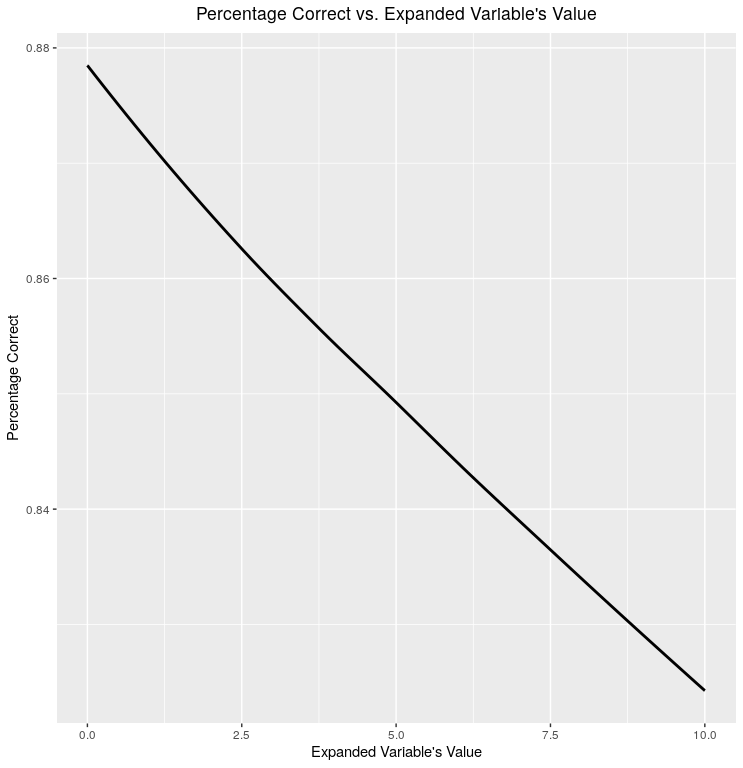 Percentage Correct vs. Expanded Variable's Value
0.88
0.86
0.84
Percentage Correct
0.0 2.5 5.0 7.5 10.0
Expanded Variable's Value